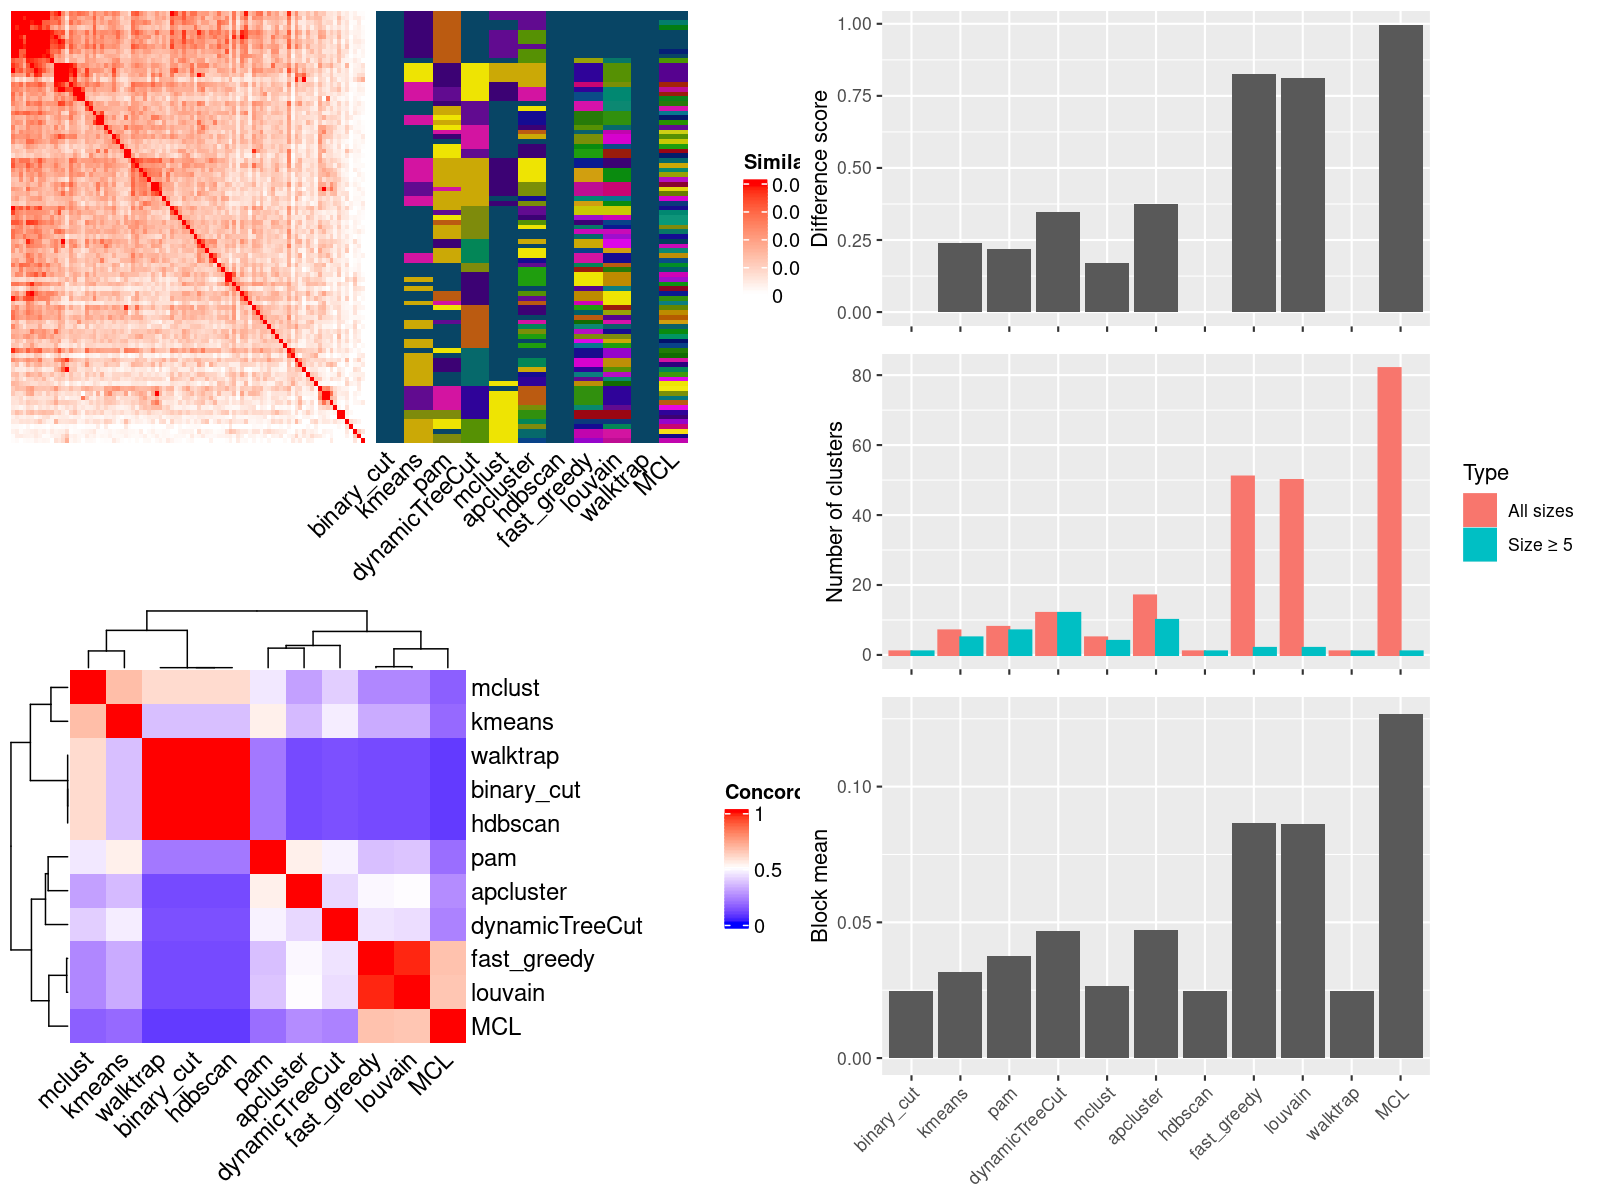 Simila
0.0
0.0
0.0
0.0
0
binary_cut
kmeans
pam
dynamicTreeCut
mclust
apcluster
hdbscan
fast_greedy
louvain
walktrap
MCL
Difference score
1.00
0.75
0.50
0.25
0.00
Number of clusters
80
60
40
20
0
Type
All sizes
Size ≥ 5
mclust
kmeans
walktrap
binary_cut
hdbscan
pam
apcluster
dynamicTreeCut
fast_greedy
louvain
MCL
mclust
kmeans
walktrap
binary_cut
hdbscan
pam
apcluster
dynamicTreeCut
fast_greedy
louvain
MCL
Concord
1
0.5
0
Block mean
0.10
0.05
0.00
binary_cut
kmeans
pam
dynamicTreeCut
mclust
apcluster
hdbscan
fast_greedy
louvain
walktrap
MCL